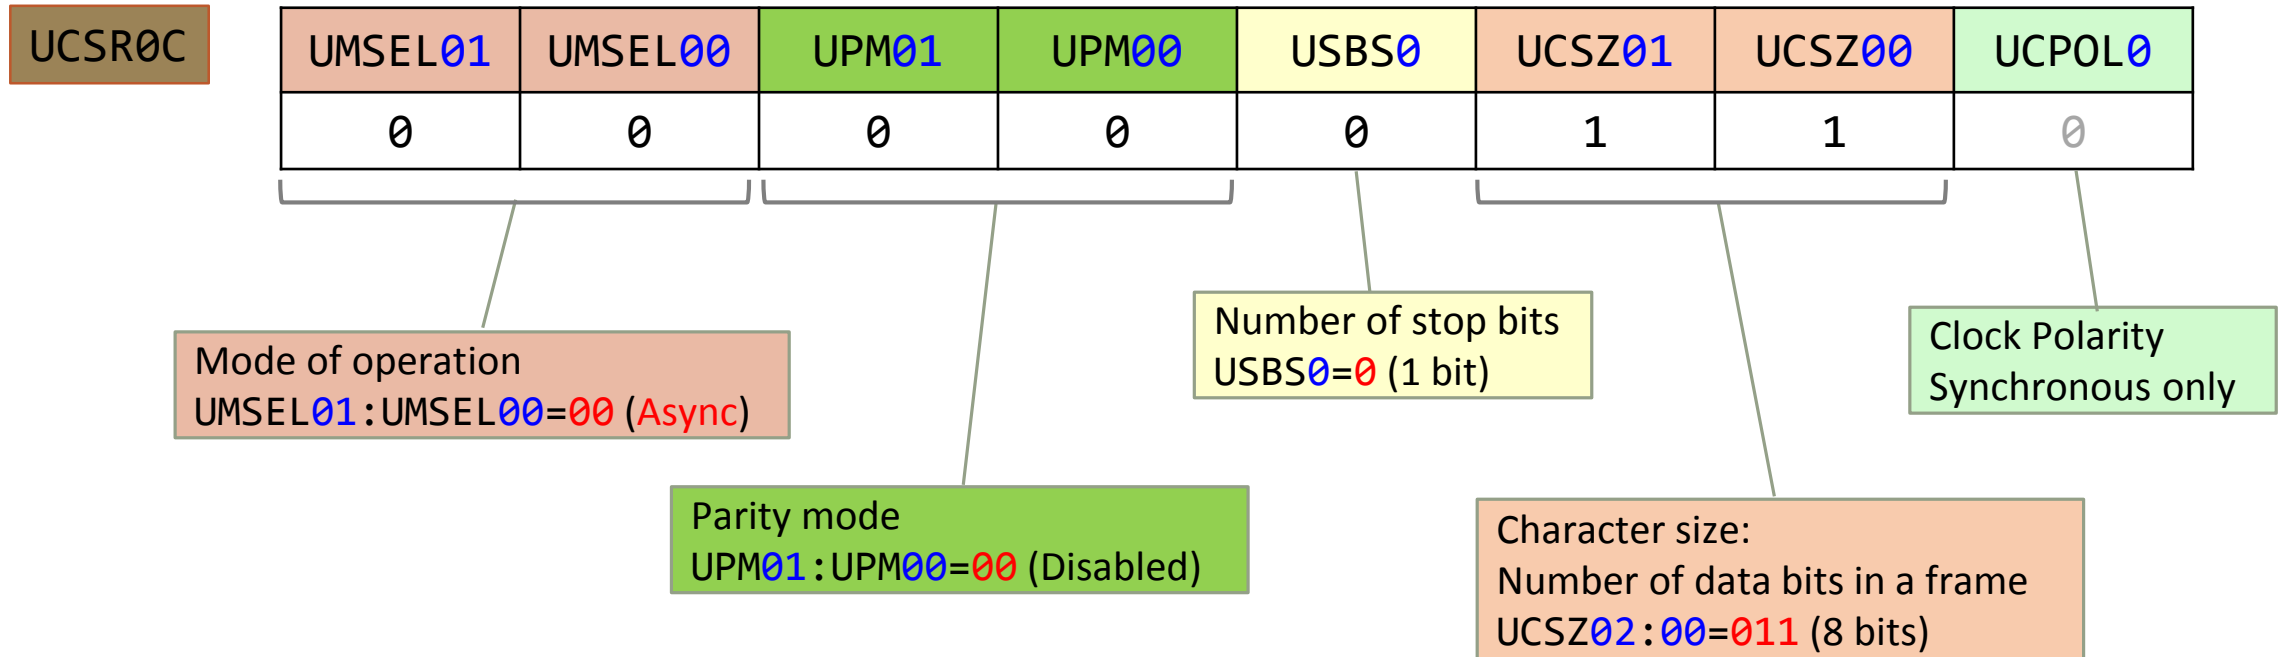 UCSR0C
UMSEL01 UMSEL00 UPM01 UPM00 USBS0 UCSZ01 UCSZ00 UCPOL0
0 0 0 0 0 1 1 0
Number of stop bits
USBS0=0 (1 bit)
Clock Polarity
Synchronous only
Mode of operation
UMSEL01:UMSEL00=00 (Async)
Parity mode
UPM01:UPM00=00 (Disabled)
Character size:
Number of data bits in a frame
UCSZ02:00=011 (8 bits)